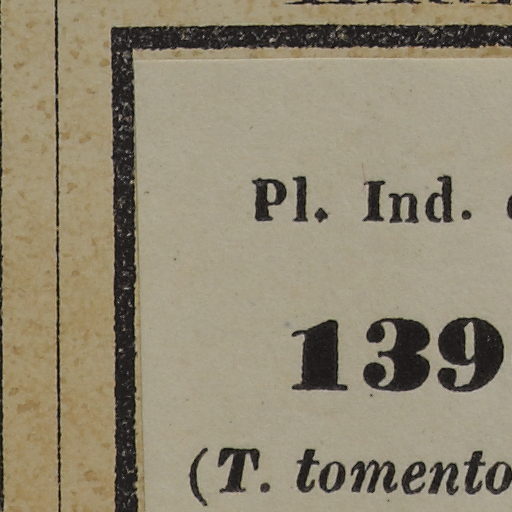 Pl. Ind.
139
(T. tomento